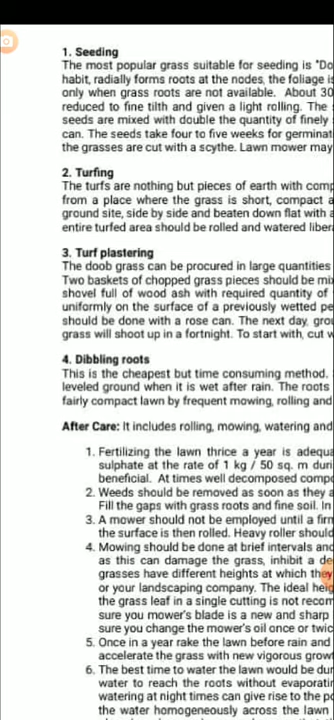 1. Seeding
The most popular grass suitable for seeding is "Do
habit, radially forms roots at the nodes, the foliage is
only when grass roots are not available. About 30
reduced to fine tilth and given a light rolling. The
seeds are mixed with double the quantity of finely
can. The seeds take four to five weeks for germinat
the grasses are cut with a scythe. Lawn mower may
2. Turfing
The turfs are nothing but pieces of earth with comp
from a place where the grass is short, compact a
ground site, side by side and beaten down flat with a
entire turfed area should be rolled and watered liber
3. Turf plastering
The doob grass can be procured in large quantities
Two baskets of chopped grass pieces should be mix
shovel full of wood ash with required quantity of
uniformly on the surface of a previously wetted pe
should be done with a rose can. The next day, grou
grass will shoot up in a fortnight. To start with, cut w
4. Dibbling roots
This is the cheapest but time consuming method.
leveled ground when it is wet after rain. The roots
fairly compact lawn by frequent mowing, rolling and
After Care: It includes rolling, mowing, watering and
1. Fertilizing the lawn thrice a year is adequa
sulphate at the rate of 1 kg / 50 sq. m duri
beneficial. At times well decomposed comp
2. Weeds should be removed as soon as they a
Fill the gaps with grass roots and fine soil. In
3. A mower should not be employed until a firm
the surface is then rolled. Heavy roller should
4. Mowing should be done at brief intervals and
as this can damage the grass, inhibit a de
grasses have different heights at which they
or your landscaping company. The ideal heig
the grass leaf in a single cutting is not recom
sure you mower's blade is a new and sharp
sure you change the mower's oil once or twic
5. Once in a year rake the lawn before rain and
accelerate the grass with new vigorous growt
6. The best time to water the lawn would be dur
water to reach the roots without evaporatin
watering at night times can give rise to the po
the water homogeneously across the lawn